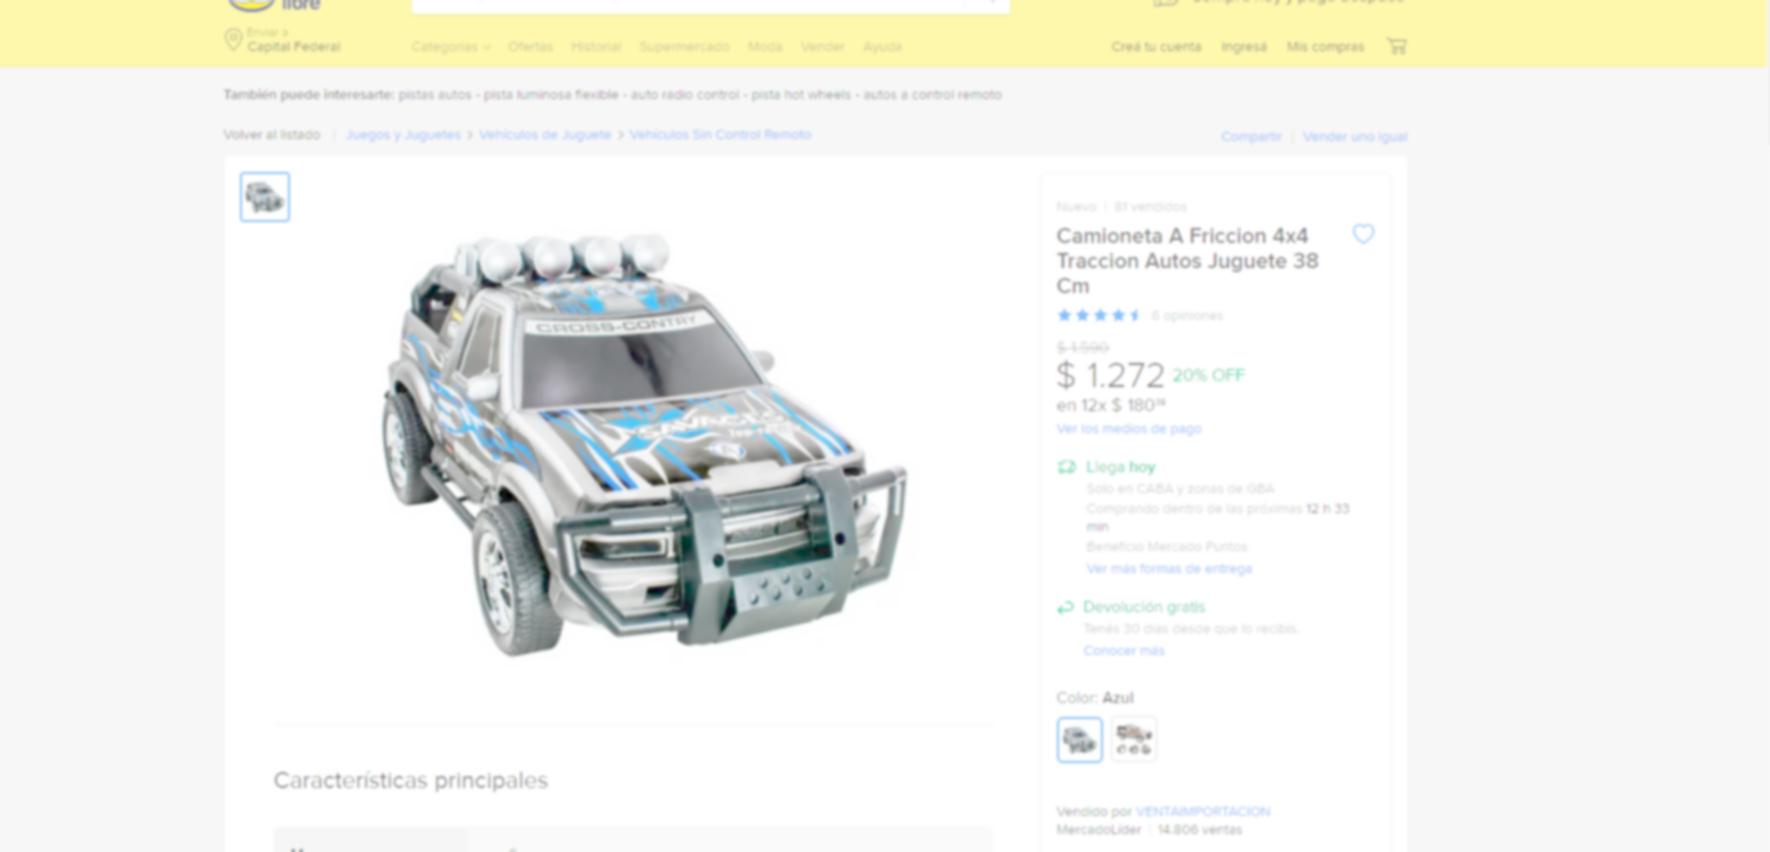 libre
Enviar a
Capital Federal
Categorías Ofertas Historial Supermercado Moda Vender Ayuda
Creá tu cuenta Ingresá Mis compras
También puede interesarte: pistas autos - pista luminosa flexible - auto radio control - pista hot wheels - autos a control remoto
Volver al listado | Juegos y Juguetes > Vehículos de Juguete > Vehículos Sin Control Remoto
Compartir | Vender uno igual
Nuevo | 81 vendidos
Camioneta A Friccion 4x4
Traccion Autos Juguete 38
Cm
6 opiniones
$ 1.590
$ 1.272 20% OFF
en 12x $ 180
Ver los medios de pago
Llega hoy
Solo en CABA y zonas de GBA
Comprando dentro de las próximas 12 h 33
min
Beneficio Mercado Puntos
Ver más formas de entrega
Devolución gratis
Tenés 30 días desde que lo recibís.
Conocer más
Color: Azul
Vendido por VENTAIMPORTACION
MercadoLíder | 14.806 ventas
CROSS-CONTRY
Características principales